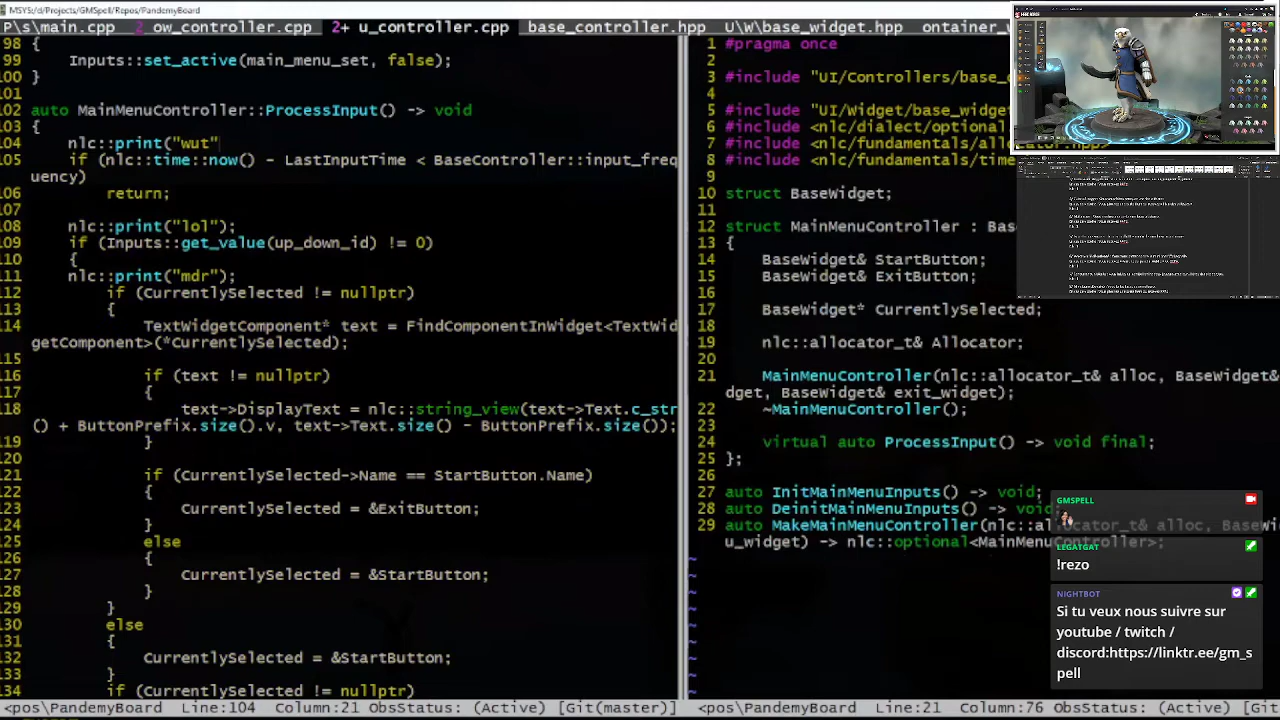 MSYS:/d/Projects/GMSpell/Repos/PandemyBoard
P\s\main.cpp  2 ow_controller.cpp  2+ u_controller.cpp  base_controller.hpp  U\W\base_widget.hpp  ontainer_w
98 {
99     Inputs::set_active(main_menu_set, false);
100 }
101
102 auto MainMenuController::ProcessInput() -> void
103 {
104     nlc::print("wut"
105     if (nlc::time::now() - LastInputTime < BaseController::input_freq
uency)
106         return;
107
108     nlc::print("lol");
109     if (Inputs::get_value(up_down_id) != 0)
110     {
111     nlc::print("mdr");
112         if (CurrentlySelected != nullptr)
113         {
114             TextWidgetComponent* text = FindComponentInWidget<TextWid
getComponent>(*CurrentlySelected);
115
116             if (text != nullptr)
117             {
118                 text->DisplayText = nlc::string_view(text->Text.c_str
() + ButtonPrefix.size().v, text->Text.size() - ButtonPrefix.size());
119             }
120
121             if (CurrentlySelected->Name == StartButton.Name)
122             {
123                 CurrentlySelected = &ExitButton;
124             }
125             else
126             {
127                 CurrentlySelected = &StartButton;
128             }
129         }
130         else
131         {
132             CurrentlySelected = &StartButton;
133         }
134         if (CurrentlySelected != nullptr)
<pos\PandemyBoard  Line:104  Column:21  ObsStatus: (Active)  [Git(master)]
1 #pragma once
2
3 #include "UI/Controllers/base_c
4
5 #include "UI/Widget/base_widge
6 #include <nlc/dialect/optional
7 #include <nlc/fundamentals/allocator.hpp>
8 #include <nlc/fundamentals/time
9
10 struct BaseWidget;
11
12 struct MainMenuController : Bas
13 {
14     BaseWidget& StartButton;
15     BaseWidget& ExitButton;
16
17     BaseWidget* CurrentlySelected;
18
19     nlc::allocator_t& Allocator;
20
21     MainMenuController(nlc::allocator_t& alloc, BaseWidget&
dget, BaseWidget& exit_widget);
22     ~MainMenuController();
23
24     virtual auto ProcessInput() -> void final;
25 };
26
27 auto InitMainMenuInputs() -> void;
28 auto DeinitMainMenuInputs() -> void;
29 auto MakeMainMenuController(nlc::allocator_t& alloc, BaseWi
u_widget) -> nlc::optional<MainMenuController>;
~
~
~
~
~
~
~
~
~
<pos\PandemyBoard  Line:21  Column:76  ObsStatus: (Active)  [Git
GMSPELL
LEGATGAT
!rezo
NIGHTBOT
Si tu veux nous suivre sur
youtube / twitch /
discord:https://linktr.ee/gm_s
pell